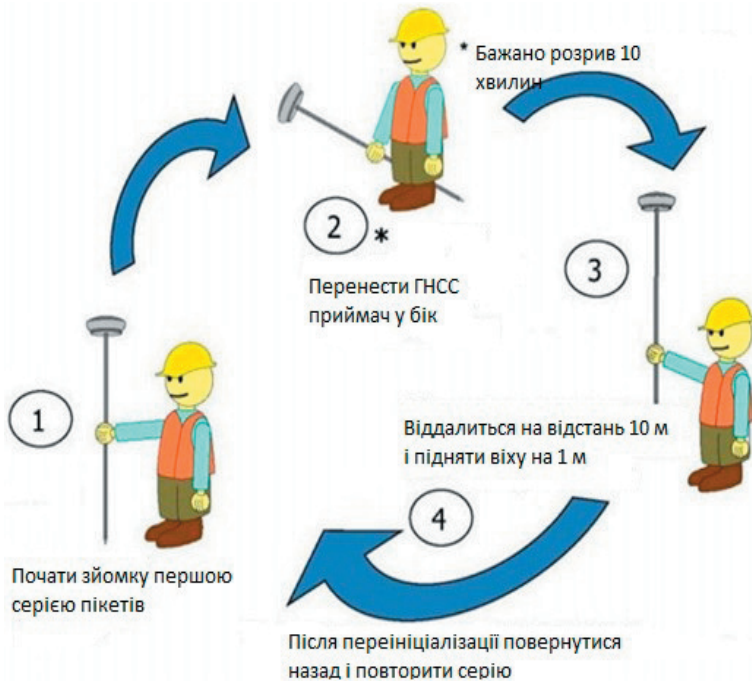 1
Почати зйомку першою
серією пікетів
2 *
Перенести ГНСС
приймач у бік
* Бажано розрив 10
хвилин
3
Віддалиться на відстань 10 м
і підняти віху на 1 м
4
Після переініціалізації повернутися
назад і повторити серію